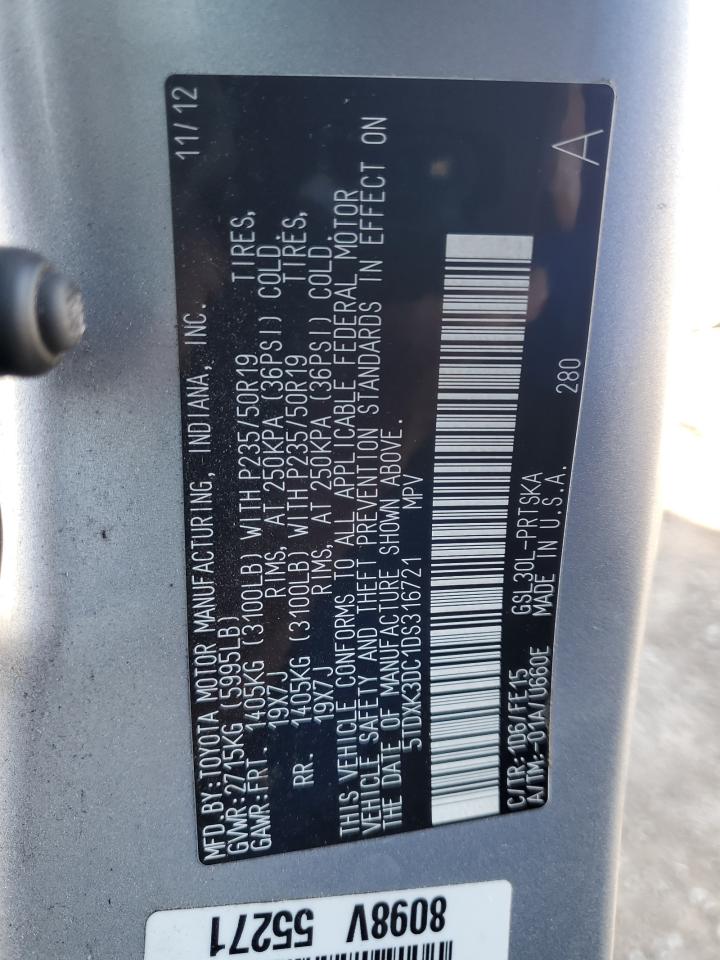 MFD.BY:TOYOTA MOTOR MANUFACTURING, INDIANA, INC. 11/12
GVWR:2715KG (5995LB)
GAWR:FRT. 1405KG (3100LB) WITH P235/50R19 TIRES,
19X7J RIMS, AT 250KPA (36PSI) COLD.
RR. 1405KG (3100LB) WITH P235/50R19 TIRES,
19X7J RIMS, AT 250KPA (36PSI) COLD.
THIS VEHICLE CONFORMS TO ALL APPLICABLE FEDERAL MOTOR
VEHICLE SAFETY AND THEFT PREVENTION STANDARDS IN EFFECT ON
THE DATE OF MANUFACTURE SHOWN ABOVE.
5TDXK3DC1DS316721 MPV
C/TR:1D6/FE15 GSL30L-PRTSKA 280 A
A/TM:-01A/U660E MADE IN U.S.A.
8098V
55271